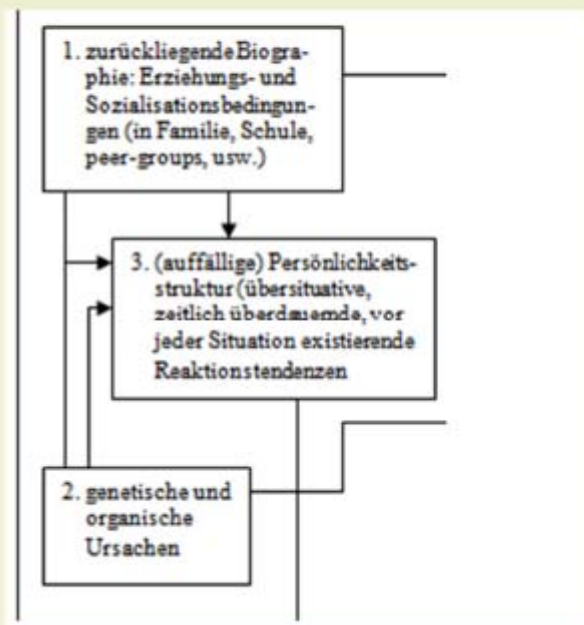 1. zurückliegende Biogra-
phie: Erziehungs- und
Sozialisationsbedingun-
gen (in Familie, Schule,
peer-groups, usw.)
3. (auffällige) Persönlichkeits-
struktur (übersituative,
zeitlich überdauernde, vor
jeder Situation existierende
Reaktionstendenzen
2. genetische und
organische
Ursachen